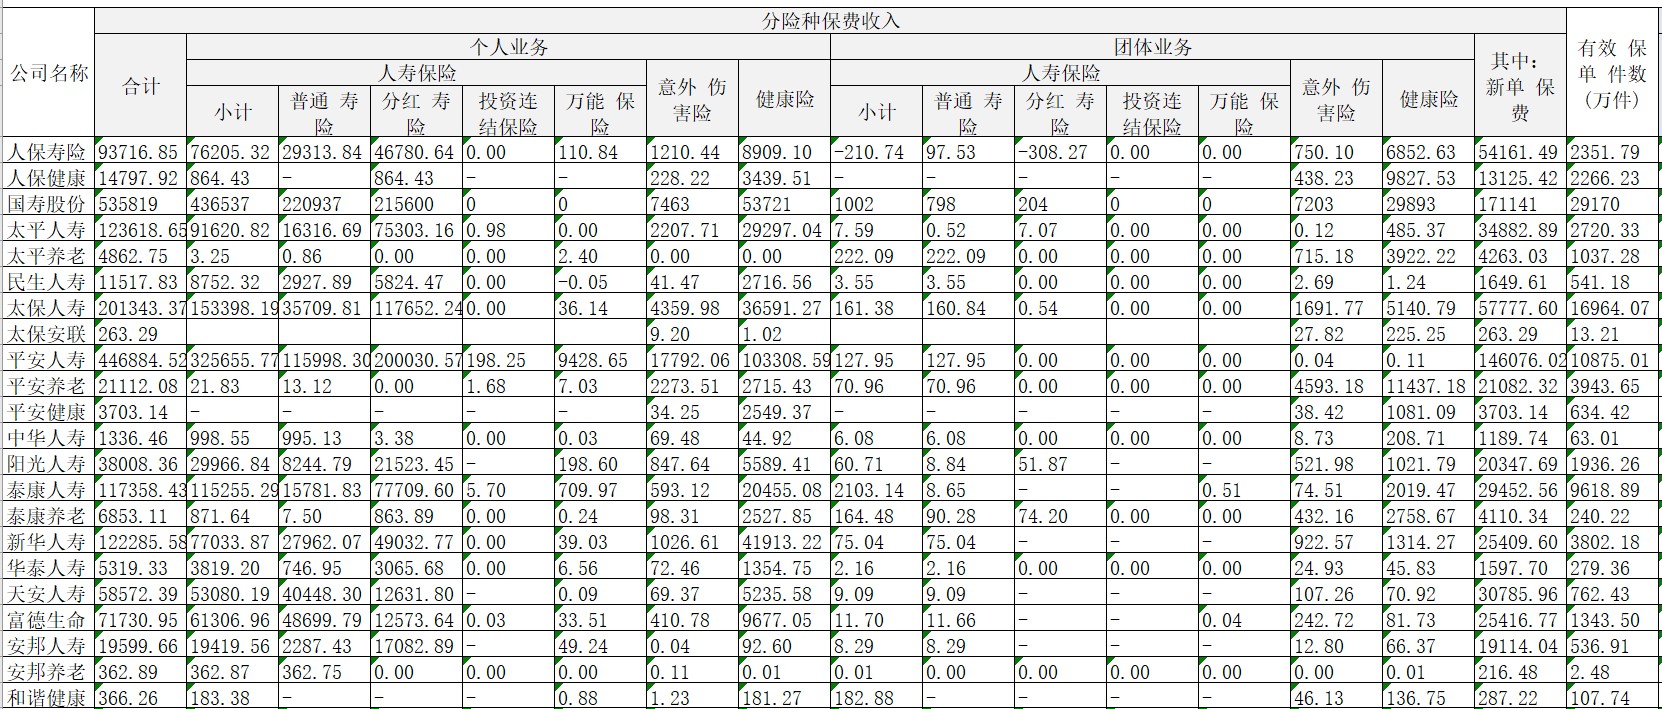 分险种保费收入
公司名称 合计 个人业务 团体业务 其中: 新单 保费 有效 保单 件数 (万件)
人寿保险 意外 伤害险 健康险 人寿保险 意外 伤害险 健康险
小计 普通 寿险 分红 寿险 投资连结保险 万能 保险 小计 普通 寿险 分红 寿险 投资连结保险 万能 保险
人保寿险 93716.85 76205.32 29313.84 46780.64 0.00 110.84 1210.44 8909.10 -210.74 97.53 -308.27 0.00 0.00 750.10 6852.63 54161.49 2351.79
人保健康 14797.92 864.43 - 864.43 - - 228.22 3439.51 - - - - - 438.23 9827.53 13125.42 2266.23
国寿股份 535819 436537 220937 215600 0 0 7463 53721 1002 798 204 0 0 7203 29893 171141 29170
太平人寿 123618.65 91620.82 16316.69 75303.16 0.98 0.00 2207.71 29297.04 7.59 0.52 7.07 0.00 0.00 0.12 485.37 34882.89 2720.33
太平养老 4862.75 3.25 0.86 0.00 0.00 2.40 0.00 0.00 222.09 222.09 0.00 0.00 0.00 715.18 3922.22 4263.03 1037.28
民生人寿 11517.83 8752.32 2927.89 5824.47 0.00 -0.05 41.47 2716.56 3.55 3.55 0.00 0.00 0.00 2.69 1.24 1649.61 541.18
太保人寿 201343.37 153398.19 35709.81 117652.24 0.00 36.14 4359.98 36591.27 161.38 160.84 0.54 0.00 0.00 1691.77 5140.79 57777.60 16964.07
太保安联 263.29 9.20 1.02 27.82 225.25 263.29 13.21
平安人寿 446884.52 325655.77 115998.30 200030.57 198.25 9428.65 17792.06 103308.59 127.95 127.95 0.00 0.00 0.00 0.04 0.11 146076.02 10875.01
平安养老 21112.08 21.83 13.12 0.00 1.68 7.03 2273.51 2715.43 70.96 70.96 0.00 0.00 0.00 4593.18 11437.18 21082.32 3943.65
平安健康 3703.14 - - - - - 34.25 2549.37 - - - - - 38.42 1081.09 3703.14 634.42
中华人寿 1336.46 998.55 995.13 3.38 0.00 0.03 69.48 44.92 6.08 6.08 0.00 0.00 0.00 8.73 208.71 1189.74 63.01
阳光人寿 38008.36 29966.84 8244.79 21523.45 - 198.60 847.64 5589.41 60.71 8.84 51.87 - - 521.98 1021.79 20347.69 1936.26
泰康人寿 117358.43 115255.29 15781.83 77709.60 5.70 709.97 593.12 20455.08 2103.14 8.65 - - 0.51 74.51 2019.47 29452.56 9618.89
泰康养老 6853.11 871.64 7.50 863.89 0.00 0.24 98.31 2527.85 164.48 90.28 74.20 0.00 0.00 432.16 2758.67 4110.34 240.22
新华人寿 122285.58 77033.87 27962.07 49032.77 0.00 39.03 1026.61 41913.22 75.04 75.04 - - - 922.57 1314.27 25409.60 3802.18
华泰人寿 5319.33 3819.20 746.95 3065.68 0.00 6.56 72.46 1354.75 2.16 2.16 0.00 0.00 0.00 24.93 45.83 1597.70 279.36
天安人寿 58572.39 53080.19 40448.30 12631.80 - 0.09 69.37 5235.58 9.09 9.09 - - - 107.26 70.92 30785.96 762.43
富德生命 71730.95 61306.96 48699.79 12573.64 0.03 33.51 410.78 9677.05 11.70 11.66 - - 0.04 242.72 81.73 25416.77 1343.50
安邦人寿 19599.66 19419.56 2287.43 17082.89 - 49.24 0.04 92.60 8.29 8.29 - - - 12.80 66.37 19114.04 536.91
安邦养老 362.89 362.87 362.75 0.00 0.00 0.00 0.11 0.01 0.01 0.00 0.00 0.00 0.00 0.00 0.01 216.48 2.48
和谐健康 366.26 183.38 - - - 0.88 1.23 181.27 182.88 - - - - 46.13 136.75 287.22 107.74